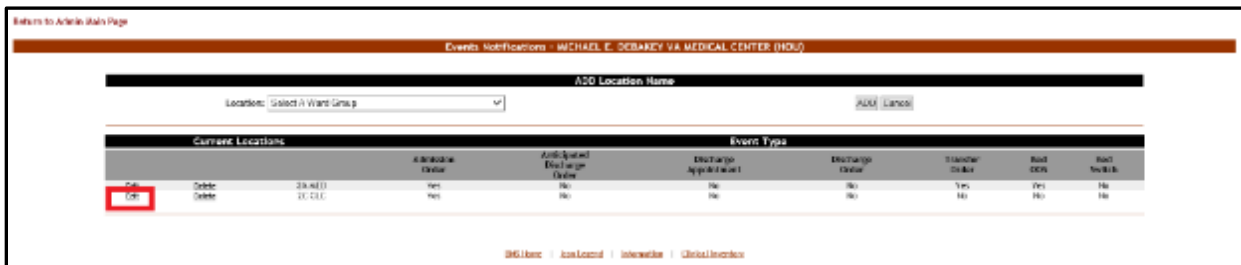 Return to Admin Main Page
Events Notifications - MICHAEL E. DEBAKEY VA MEDICAL CENTER (HOU)
ADD Location Name
Location: Select A Ward Group ADD Cancel
Current Locations Event Type
Admission Order Anticipated Discharge Order Discharge Appointment Discharge Order Transfer Order Bed OOS Bed Switch
Edit Delete Yes No No No Yes Yes No
Edit Delete Yes No No No No No No
BMS Home | Icon Legend | Information | Clinical Inventory